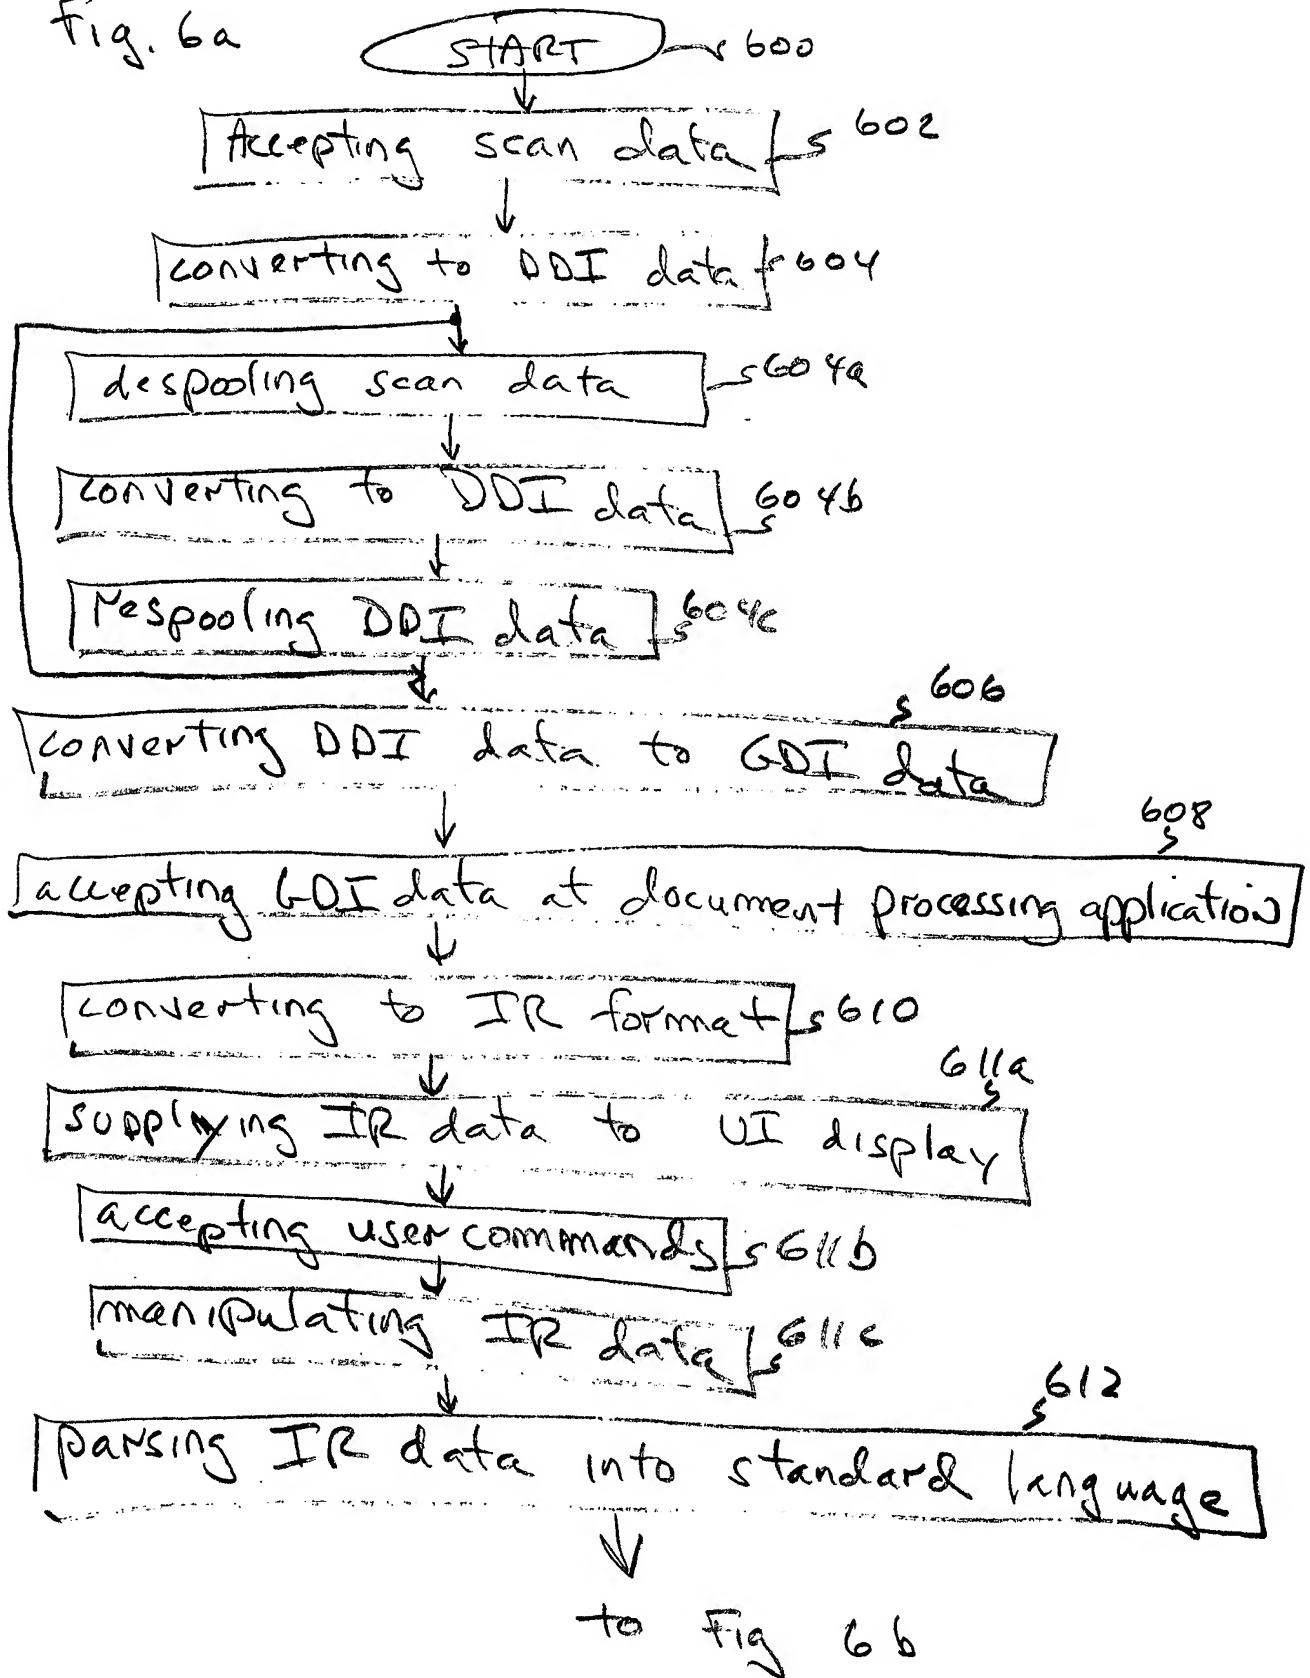 Fig. 6a
START 600
Accepting scan data 602
converting to DDI data 604
despooling scan data 604a
converting to DDI data 604b
respooling DDI data 604c
606
converting DDI data to GDI data
608
accepting GDI data at document processing application
converting to IR format 610
611a
supplying IR data to UI display
accepting user commands 611b
manipulating IR data 611c
612
parsing IR data into standard language
to Fig 6b